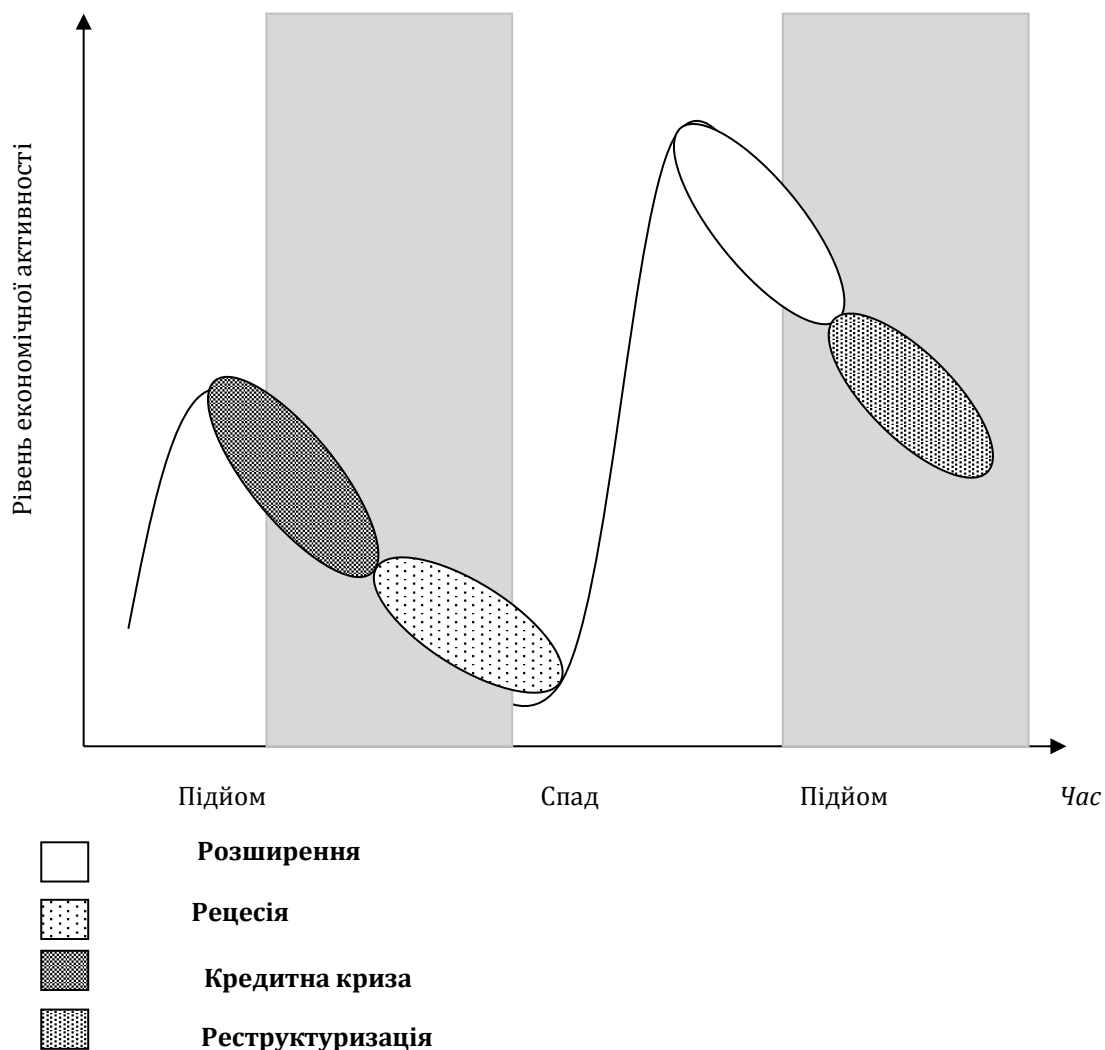 Рівень економічної активності
Підйом
Спад
Підйом
Час
Розширення
Рецесія
Кредитна криза
Реструктуризація